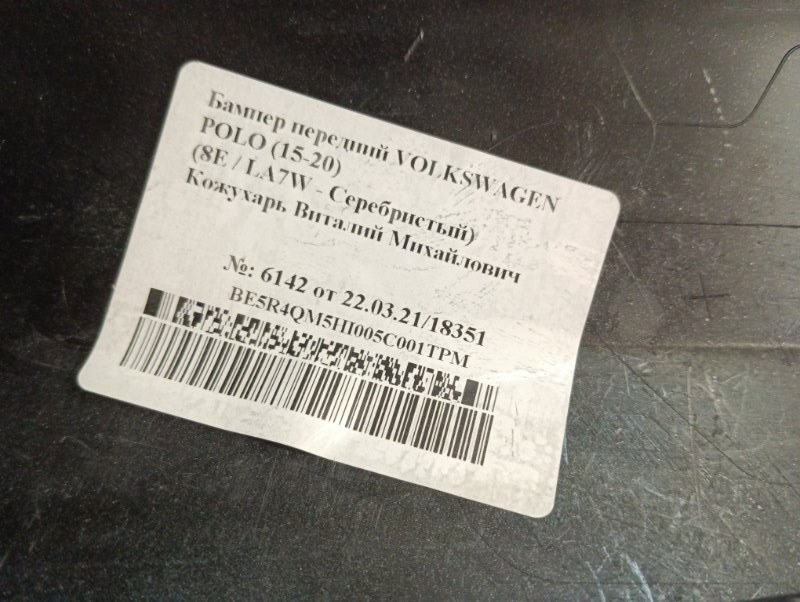 Бампер передний VOLKSWAGEN
POLO (15-20)
(8E / LA7W - Серебристый)
Кожухарь Виталий Михайлович
№: 6142 от 22.03.21/18351
BE5R4QM5HI005C001TPM